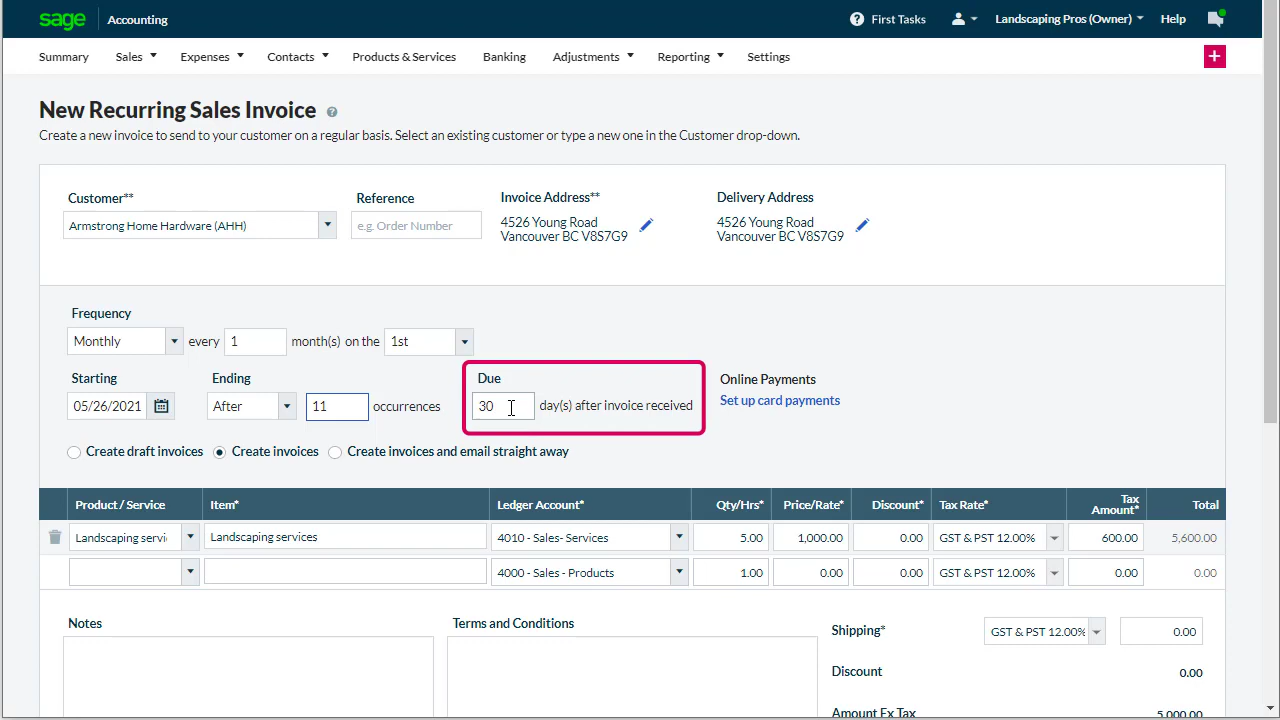 sage Accounting First Tasks Landscaping Pros (Owner) Help
Summary Sales Expenses Contacts Products & Services Banking Adjustments Reporting Settings
New Recurring Sales Invoice ?
Create a new invoice to send to your customer on a regular basis. Select an existing customer or type a new one in the Customer drop-down.
Customer** Reference Invoice Address** Delivery Address
Armstrong Home Hardware (AHH) e.g. Order Number 4526 Young Road 4526 Young Road
Vancouver BC V8S7G9 Vancouver BC V8S7G9
Frequency
Monthly every 1 month(s) on the 1st
Starting Ending Due Online Payments
05/26/2021 After 11 occurrences 30 day(s) after invoice received Set up card payments
Create draft invoices Create invoices Create invoices and email straight away
Product / Service Item* Ledger Account* Qty/Hrs* Price/Rate* Discount* Tax Rate* Tax Amount* Total
Landscaping servi Landscaping services 4010 - Sales- Services 5.00 1,000.00 0.00 GST & PST 12.00% 600.00 5,600.00
4000 - Sales - Products 1.00 0.00 0.00 GST & PST 12.00% 0.00 0.00
Notes Terms and Conditions Shipping* GST & PST 12.00% 0.00
Discount 0.00
Amount Ex Tax 5,000.00